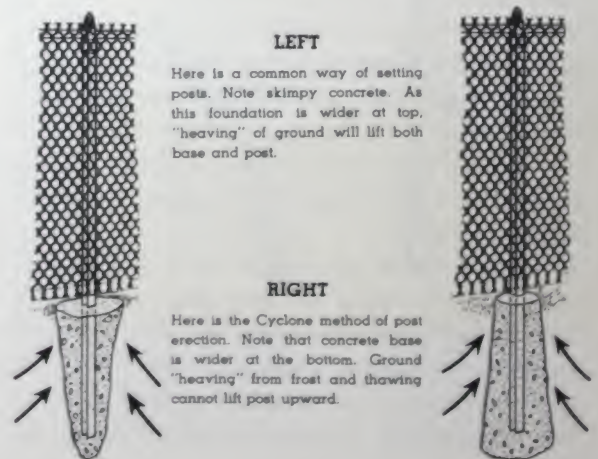 LEFT
Here is a common way of setting
posts. Note skimpy concrete. As
this foundation is wider at top,
"heaving" of ground will lift both
base and post.
RIGHT
Here is the Cyclone method of post
erection. Note that concrete base
is wider at the bottom. Ground
"heaving" from frost and thawing
cannot lift post upward.